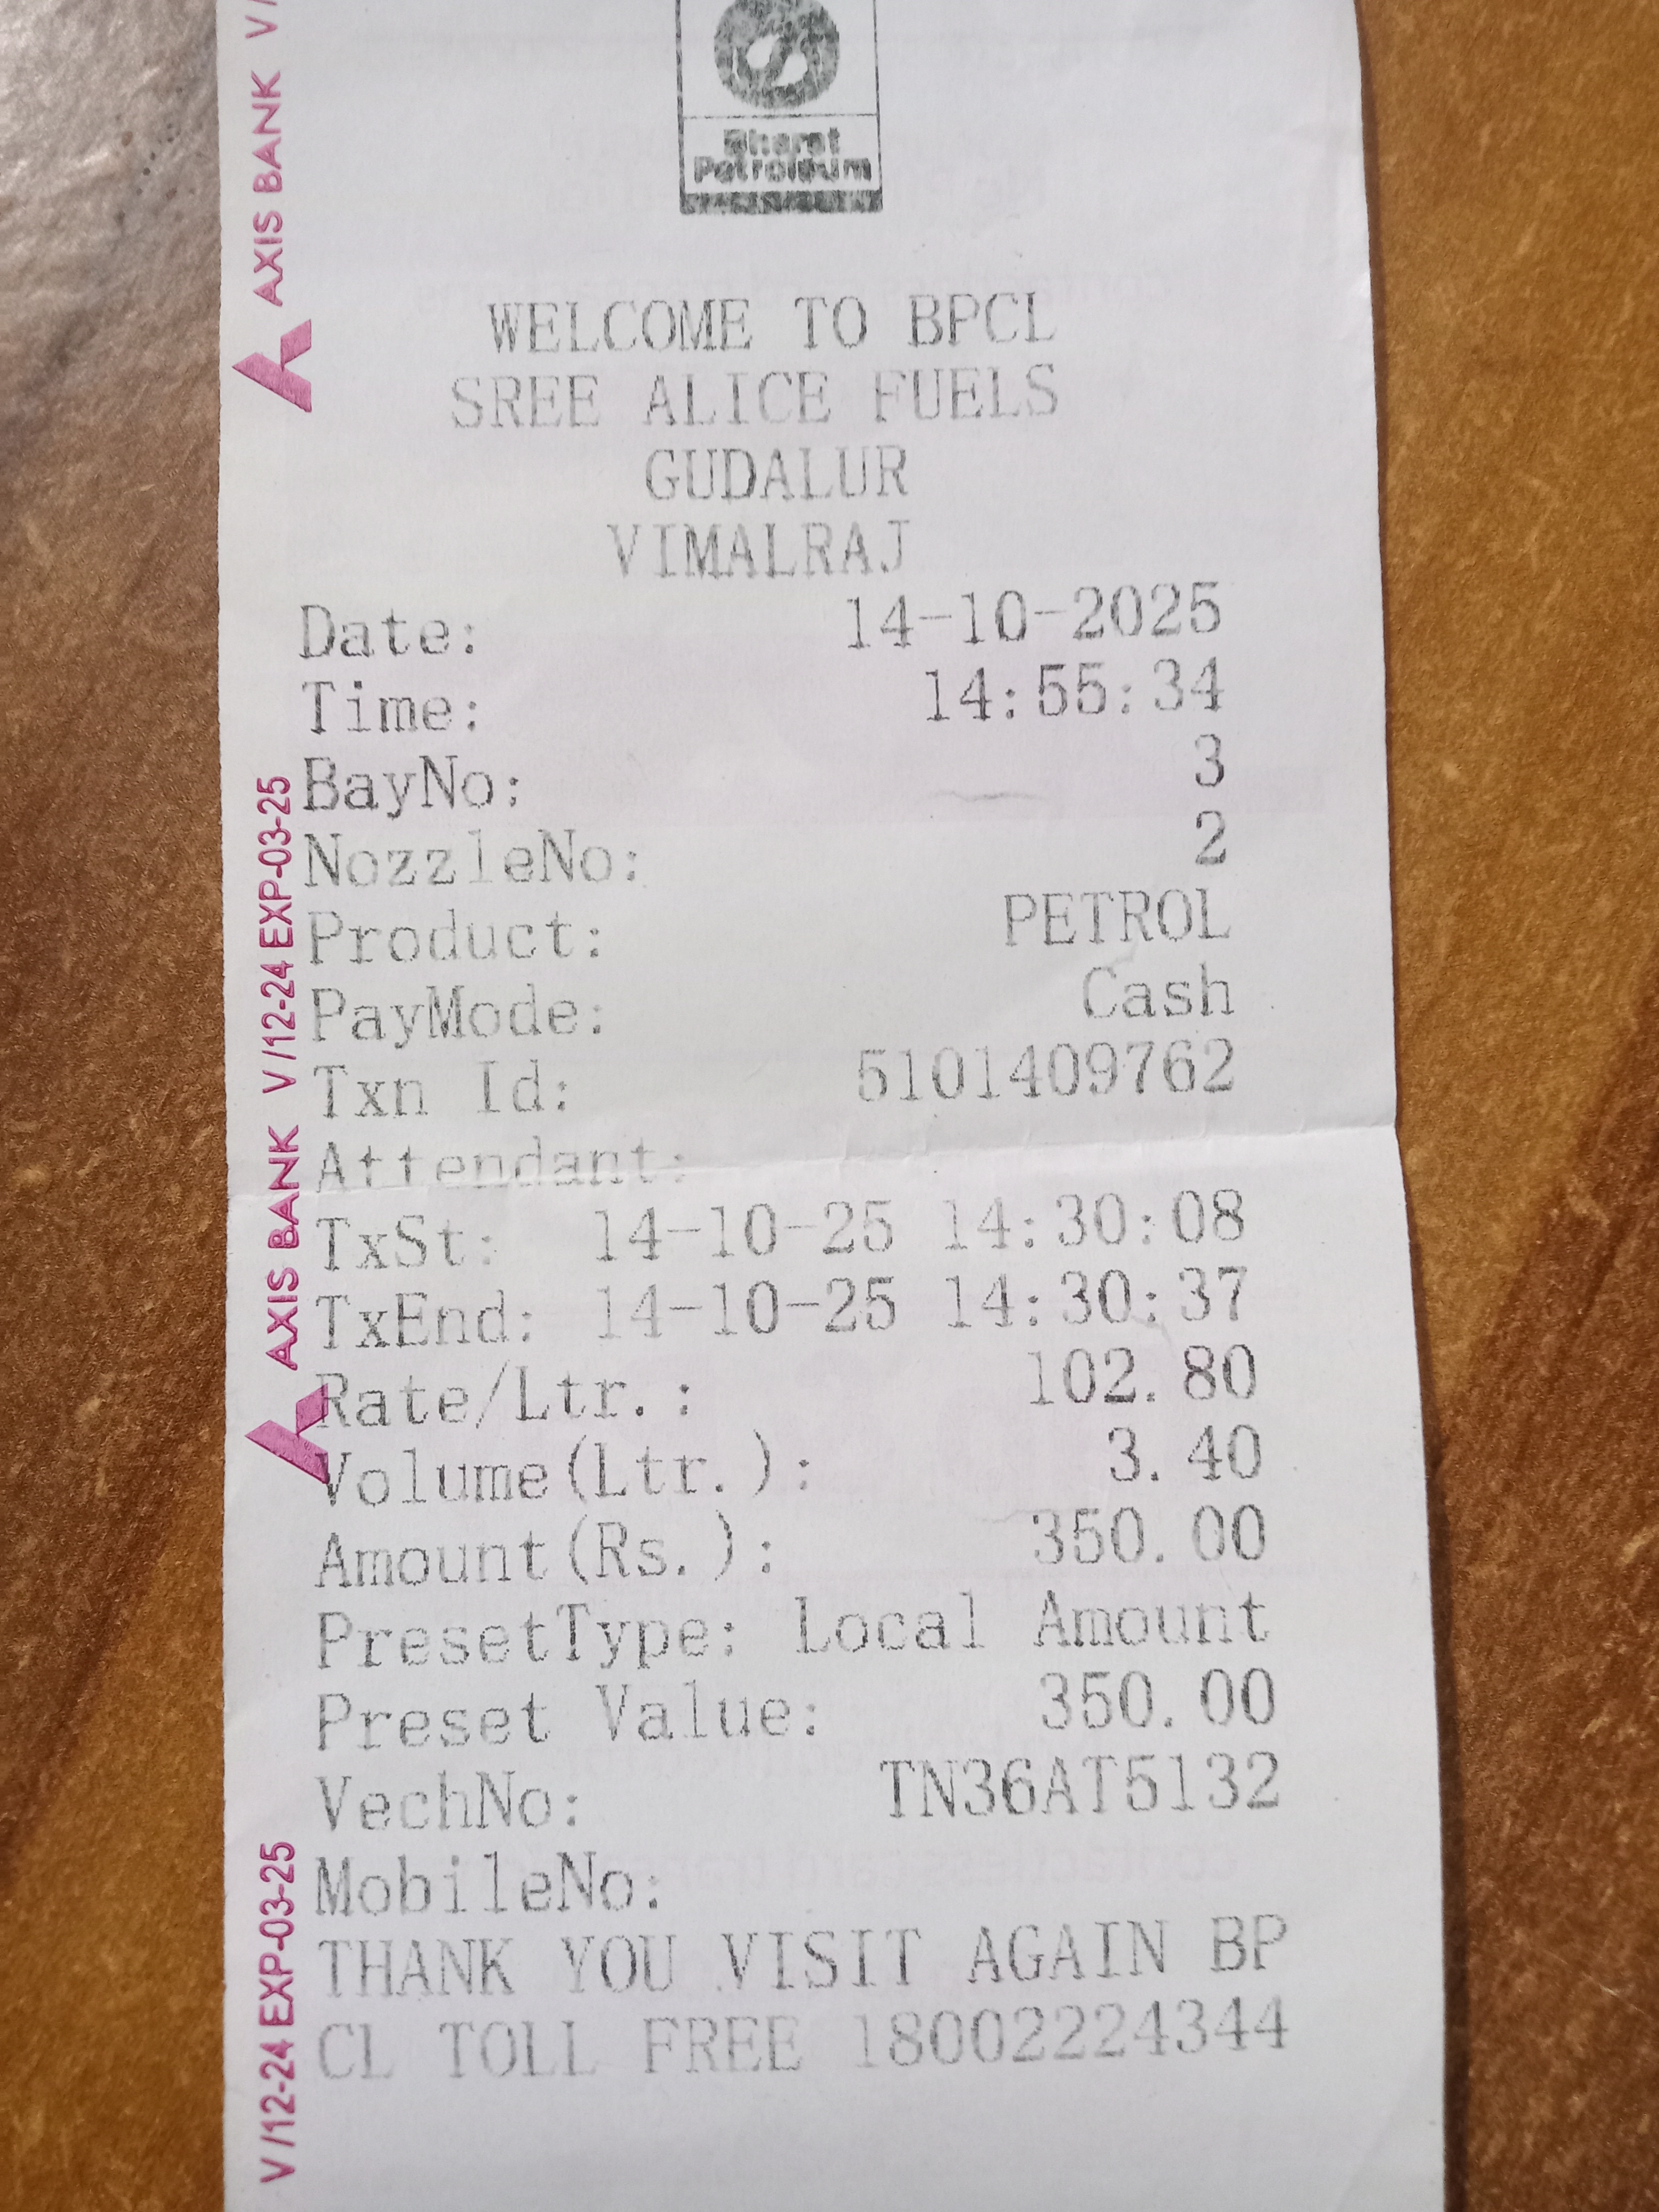 Bharat
Petroleum
WELCOME TO BPCL
SREE ALICE FUELS
GUDALUR
VIMALRAJ
Date: 14-10-2025
Time: 14:55:34
BayNo: 3
NozzleNo: 2
Product: PETROL
PayMode: Cash
Txn Id: 5101409762
Attendant:
TxSt: 14-10-25 14:30:08
TxEnd: 14-10-25 14:30:37
Rate/Ltr.: 102.80
Volume(Ltr.): 3.40
Amount(Rs.): 350.00
PresetType: Local Amount
Preset Value: 350.00
VechNo: TN36AT5132
MobileNo:
THANK YOU VISIT AGAIN BP
CL TOLL FREE 18002224344
AXIS BANK V/
AXIS BANK V/12-24 EXP-03-25
V/12-24 EXP-03-25